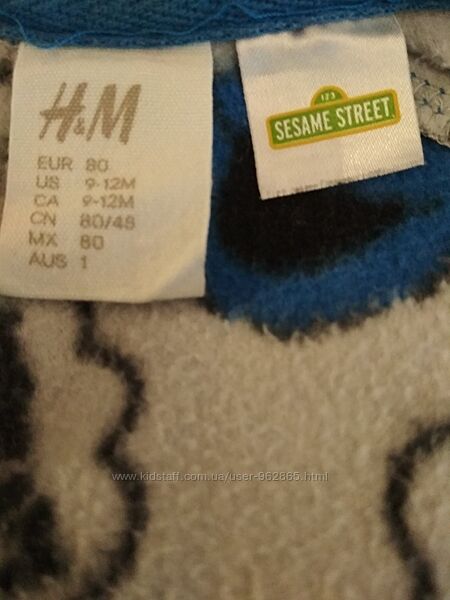 H&M
EUR 80
US 9-12M
CA 9-12M
CN 80/48
MX 80
AUS 1
123
SESAME STREET
www.kidstaff.com.ua/user-962865.html